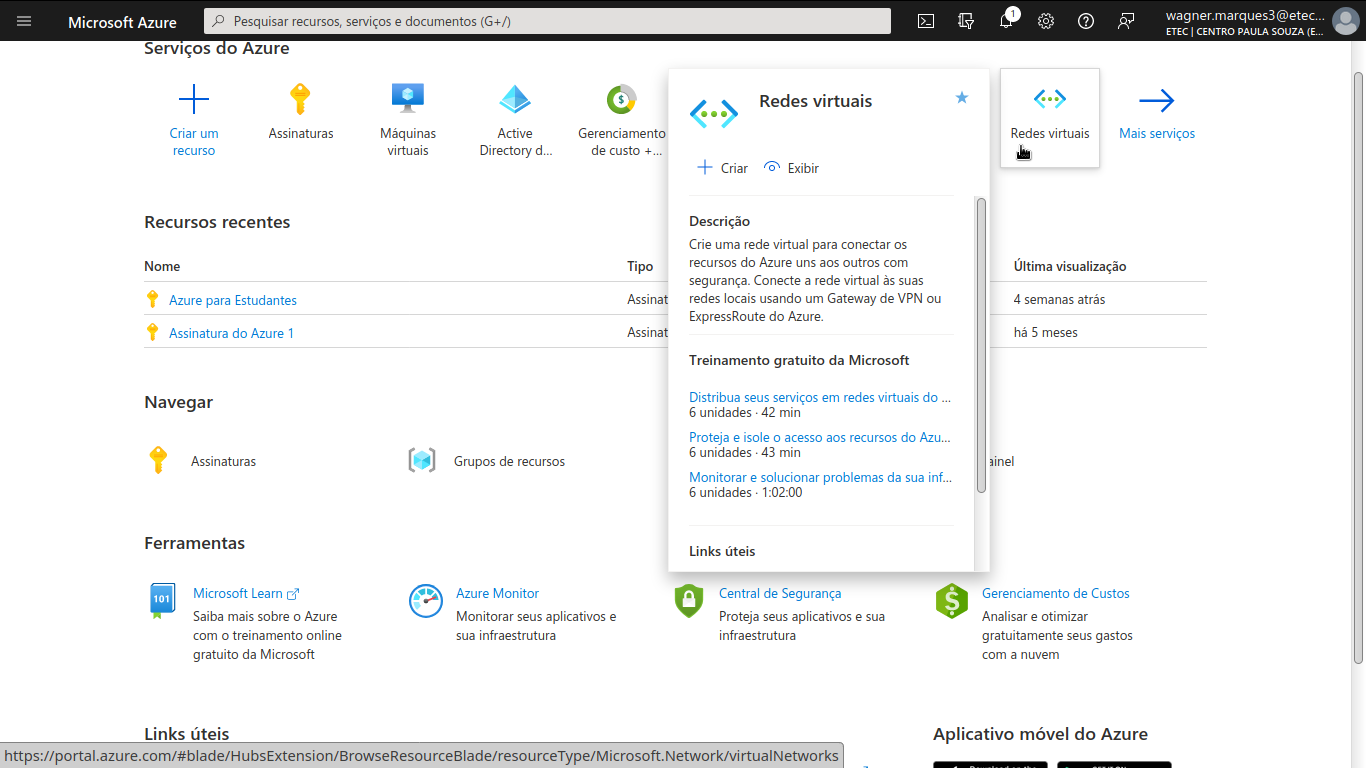 Microsoft Azure
Pesquisar recursos, serviços e documentos (G+/)
1
wagner.marques3@etec...
ETEC | CENTRO PAULA SOUZA (E...
Serviços do Azure
Criar um
recurso
Assinaturas
Máquinas
virtuais
Active
Directory d...
Gerenciamento
de custo +...
Redes virtuais
Mais serviços
Redes virtuais
Criar
Exibir
Descrição
Crie uma rede virtual para conectar os
recursos do Azure uns aos outros com
segurança. Conecte a rede virtual às suas
redes locais usando um Gateway de VPN ou
ExpressRoute do Azure.
Treinamento gratuito da Microsoft
Distribua seus serviços em redes virtuais do ...
6 unidades · 42 min
Proteja e isole o acesso aos recursos do Azu...
6 unidades · 43 min
Monitorar e solucionar problemas da sua inf...
6 unidades · 1:02:00
Links úteis
Recursos recentes
Nome
Tipo
Última visualização
Azure para Estudantes
Assinat
4 semanas atrás
Assinatura do Azure 1
Assinat
há 5 meses
Navegar
Assinaturas
Grupos de recursos
ainel
Ferramentas
101
Microsoft Learn
Saiba mais sobre o Azure
com o treinamento online
gratuito da Microsoft
Azure Monitor
Monitorar seus aplicativos e
sua infraestrutura
Central de Segurança
Proteja seus aplicativos e sua
infraestrutura
Gerenciamento de Custos
Analisar e otimizar
gratuitamente seus gastos
com a nuvem
Links úteis
Aplicativo móvel do Azure
https://portal.azure.com/#blade/HubsExtension/BrowseResourceBlade/resourceType/Microsoft.Network/virtualNetworks